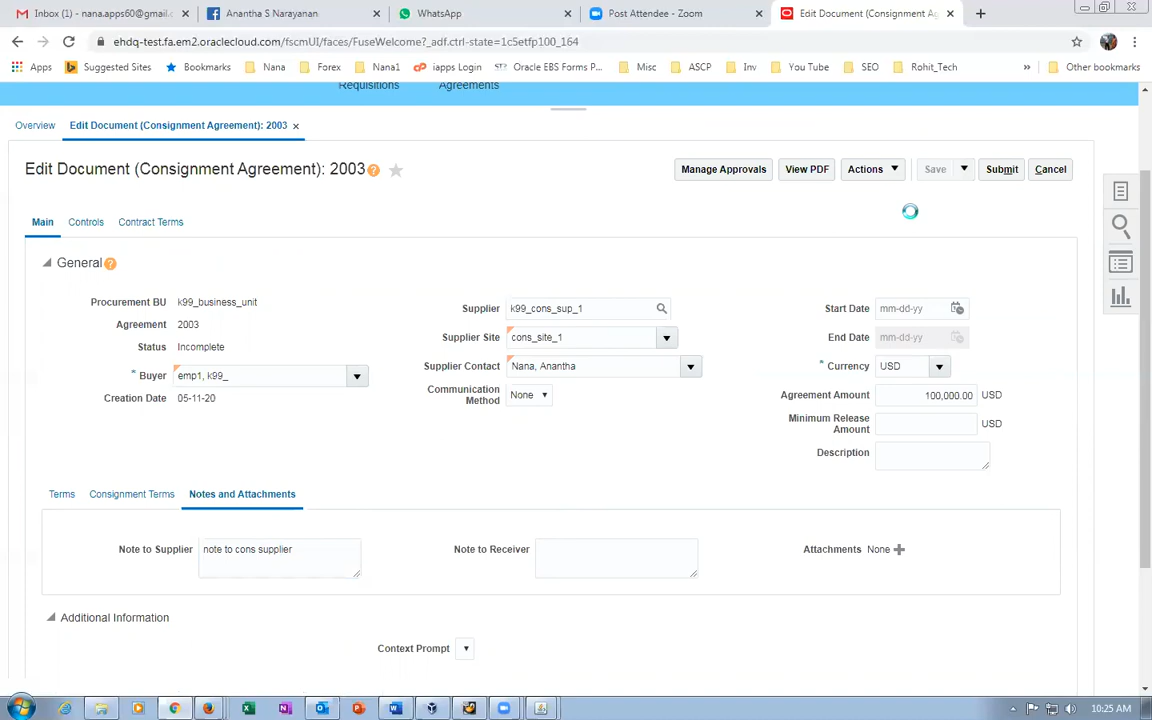 Inbox (1) - nana.apps60@gmail.c
Anantha S Narayanan
WhatsApp
Post Attendee - Zoom
Edit Document (Consignment Ag
ehdq-test.fa.em2.oraclecloud.com/fscmUI/faces/FuseWelcome?_adf.ctrl-state=1c5etfp100_164
Apps
Suggested Sites
Bookmarks
Nana
Forex
Nana1
iapps Login
Oracle EBS Forms P...
Misc
ASCP
Inv
You Tube
SEO
Rohit_Tech
Other bookmarks
Requisitions
Agreements
Overview
Edit Document (Consignment Agreement): 2003
Edit Document (Consignment Agreement): 2003
Manage Approvals
View PDF
Actions
Save
Submit
Cancel
Main
Controls
Contract Terms
General
Procurement BU k99_business_unit
Agreement 2003
Status Incomplete
* Buyer emp1, k99_
Creation Date 05-11-20
Supplier k99_cons_sup_1
Supplier Site cons_site_1
Supplier Contact Nana, Anantha
Communication
Method
None
Start Date mm-dd-yy
End Date mm-dd-yy
* Currency USD
Agreement Amount 100,000.00 USD
Minimum Release
Amount
USD
Description
Terms
Consignment Terms
Notes and Attachments
Note to Supplier note to cons supplier
Note to Receiver
Attachments None
Additional Information
Context Prompt
10:25 AM